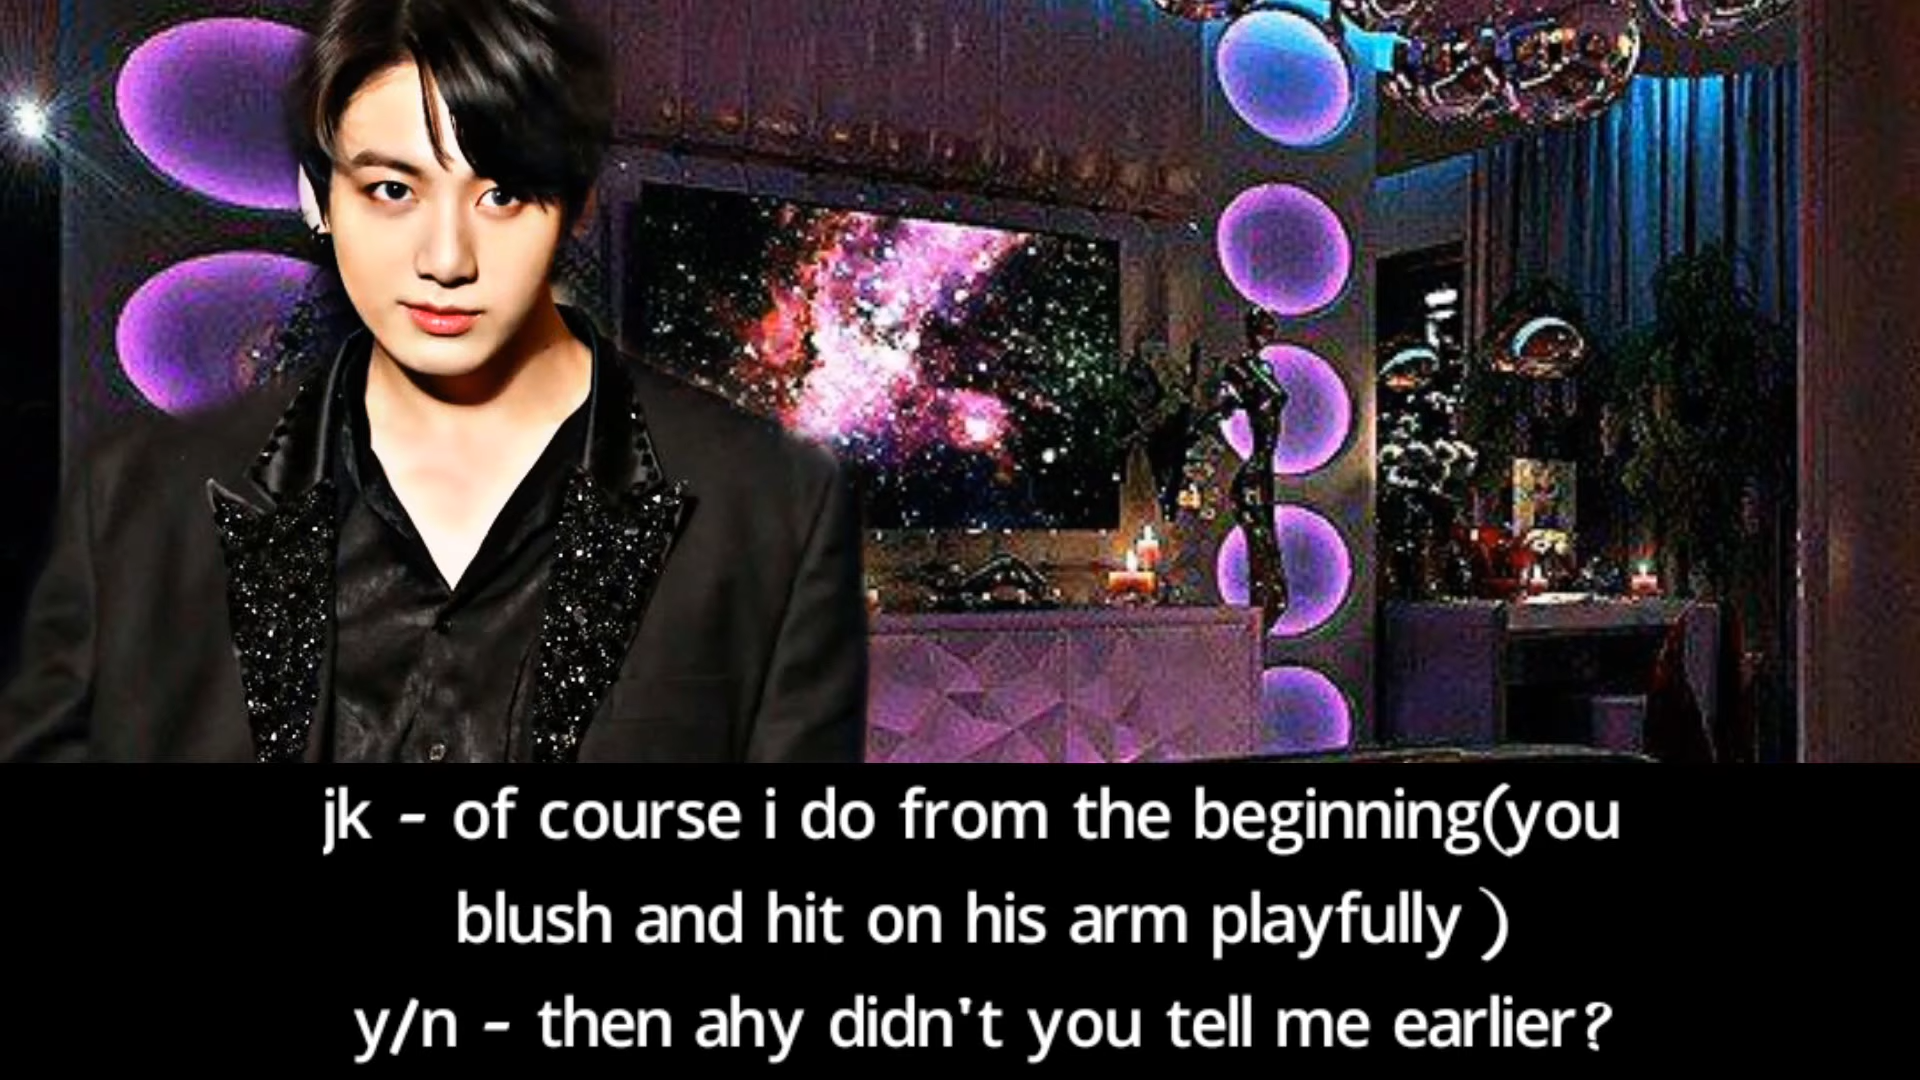 jk - of course i do from the beginning(you
blush and hit on his arm playfully )
y/n - then ahy didn't you tell me earlier?